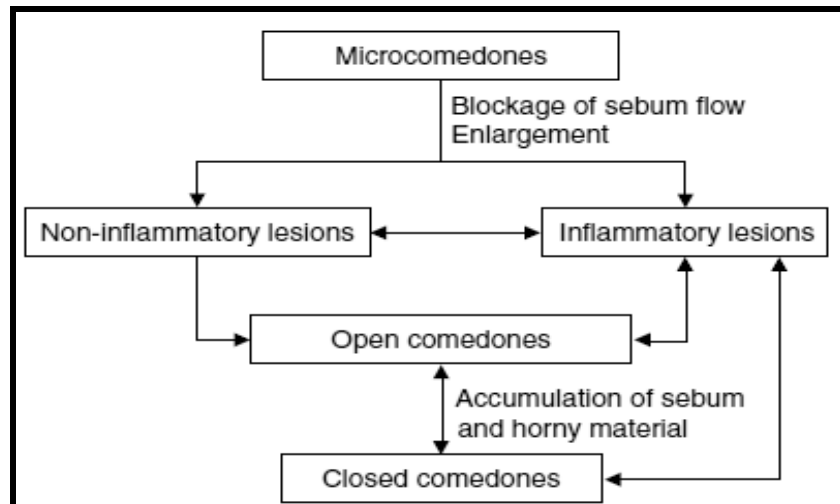 Microcomedones
Blockage of sebum flow
Enlargement
Non-inflammatory lesions
Inflammatory lesions
Open comedones
Accumulation of sebum
and horny material
Closed comedones